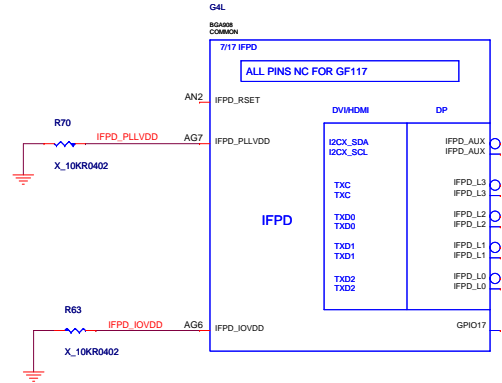 G4L
BGA908
COMMON
7/17 IFPD
ALL PINS NC FOR GF117
AN2 IFPD_RSET
DVI/HDMI DP
R70
IFPD_PLLVDD AG7 IFPD_PLLVDD
X_10KR0402
I2CX_SDA IFPD_AUX
I2CX_SCL IFPD_AUX
TXC IFPD_L3
TXC IFPD_L3
IFPD
TXD0 IFPD_L2
TXD0 IFPD_L2
TXD1 IFPD_L1
TXD1 IFPD_L1
TXD2 IFPD_L0
TXD2 IFPD_L0
R63
IFPD_IOVDD AG6 IFPD_IOVDD
GPIO17
X_10KR0402